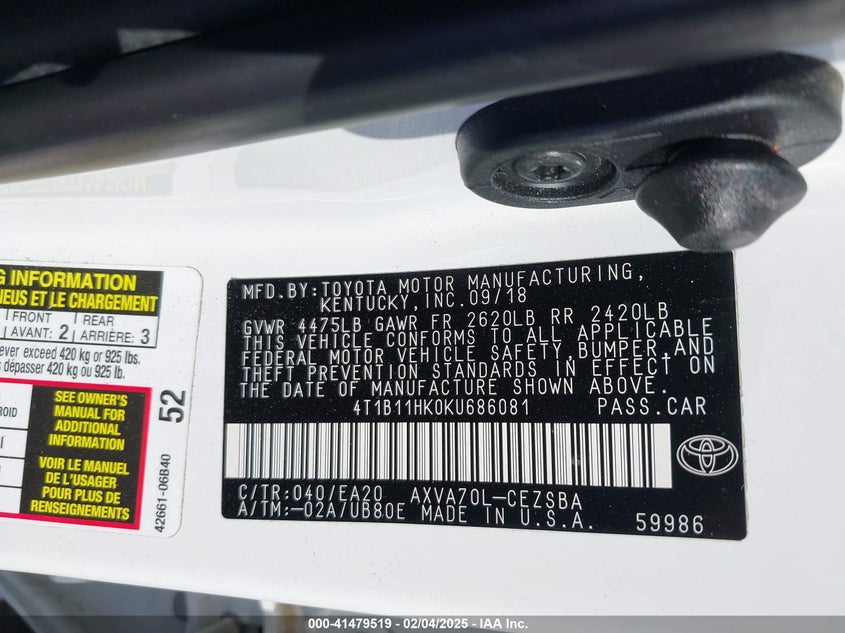 G INFORMATION
NEUS ET LE CHARGEMENT
FRONT
AVANT: 2
REAR
ARRIÈRE: 3
ever exceed 420 kg or 925 lbs.
dépasser 420 kg ou 925 lb.
SEE OWNER'S
MANUAL FOR
ADDITIONAL
INFORMATION
VOIR LE MANUEL
DE L'USAGER
POUR PLUS DE
RENSEIGNEMENTS
52
42661-06B40
MFD.BY:TOYOTA MOTOR MANUFACTURING,
KENTUCKY,INC.09/18
GVWR 4475LB GAWR FR 2620LB RR 2420LB
THIS VEHICLE CONFORMS TO ALL APPLICABLE
FEDERAL MOTOR VEHICLE SAFETY,BUMPER,AND
THEFT PREVENTION STANDARDS IN EFFECT ON
THE DATE OF MANUFACTURE SHOWN ABOVE.
4T1B11HK0KU686081 PASS.CAR
C/TR:040/EA20 AXVA70L-CEZSBA
A/TM:-02A/UB80E MADE IN U.S.A. 59986
000-41479519 | 02/04/2025 | IAA Inc.